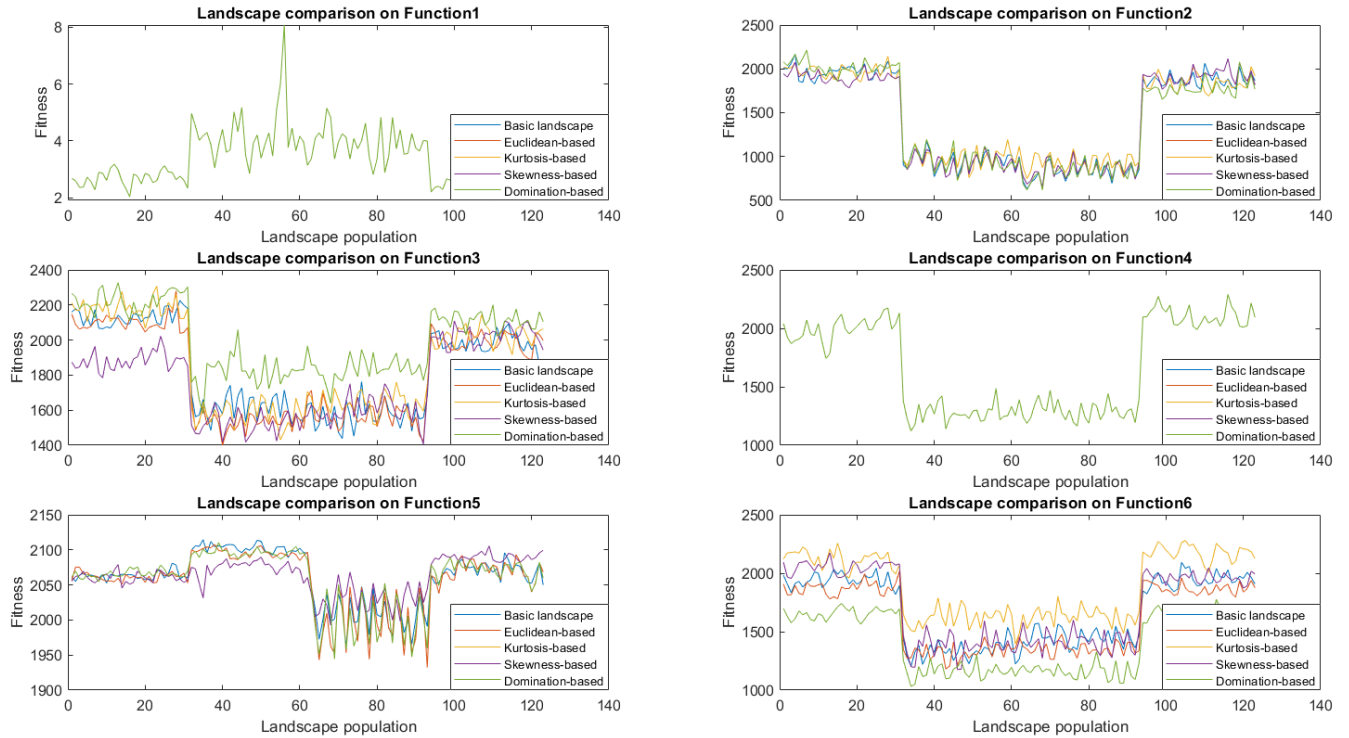 Landscape comparison on Function1
8
6
4
2
Fitness
0 20 40 60 80 100 120 140
Landscape population
Basic landscape
Euclidean-based
Kurtosis-based
Skewness-based
Domination-based
Landscape comparison on Function2
2500
2000
1500
1000
500
Fitness
0 20 40 60 80 100 120 140
Landscape population
Basic landscape
Euclidean-based
Kurtosis-based
Skewness-based
Domination-based
Landscape comparison on Function3
2400
2200
2000
1800
1600
1400
Fitness
0 20 40 60 80 100 120 140
Landscape population
Basic landscape
Euclidean-based
Kurtosis-based
Skewness-based
Domination-based
Landscape comparison on Function4
2500
2000
1500
1000
Fitness
0 20 40 60 80 100 120 140
Landscape population
Basic landscape
Euclidean-based
Kurtosis-based
Skewness-based
Domination-based
Landscape comparison on Function5
2150
2100
2050
2000
1950
1900
Fitness
0 20 40 60 80 100 120 140
Landscape population
Basic landscape
Euclidean-based
Kurtosis-based
Skewness-based
Domination-based
Landscape comparison on Function6
2500
2000
1500
1000
Fitness
0 20 40 60 80 100 120 140
Landscape population
Basic landscape
Euclidean-based
Kurtosis-based
Skewness-based
Domination-based